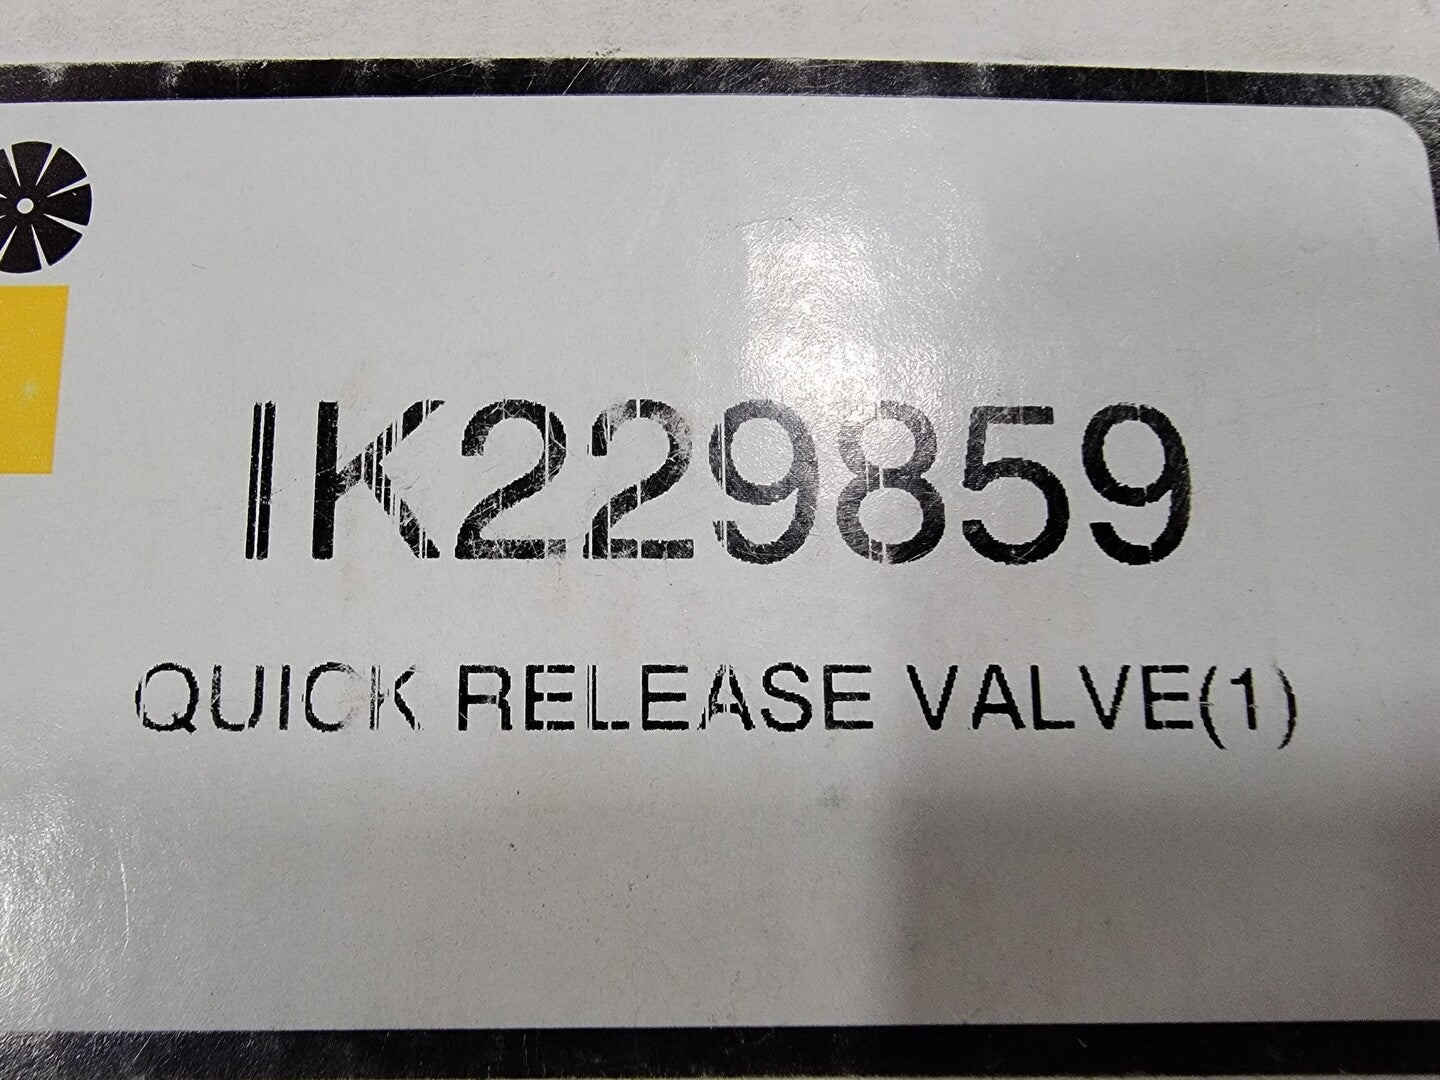 IK229859
QUICK RELEASE VALVE(1)